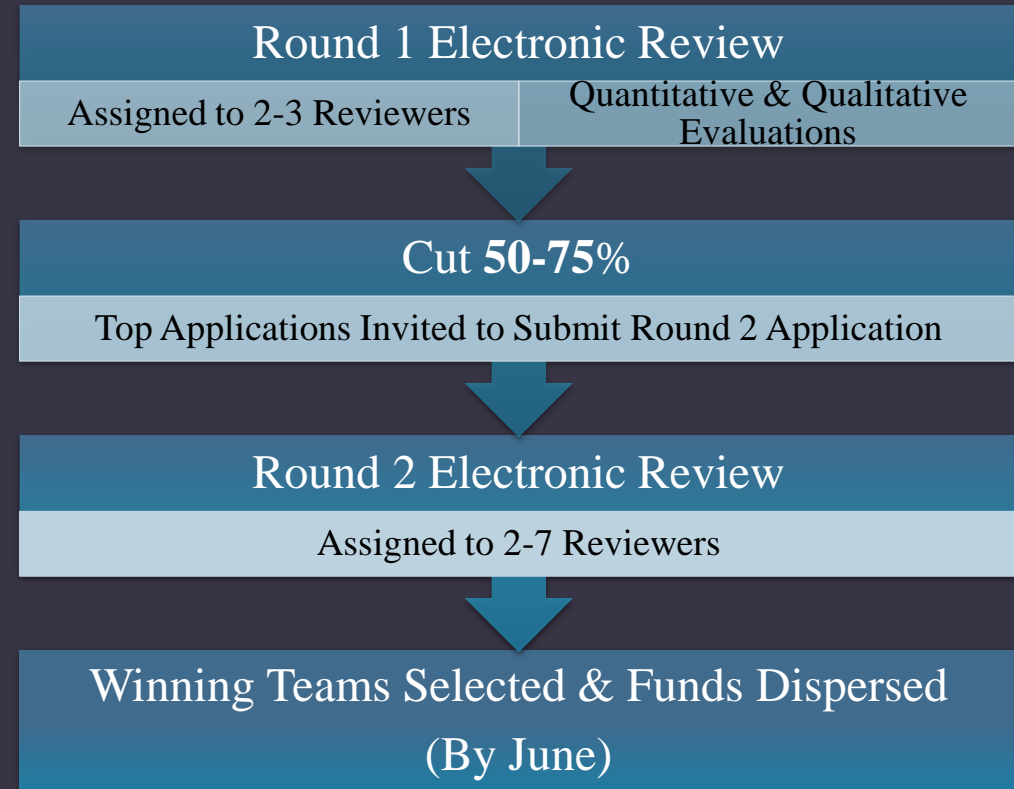 Round 1 Electronic Review
Assigned to 2-3 Reviewers
Quantitative & Qualitative
Evaluations
Cut 50-75%
Top Applications Invited to Submit Round 2 Application
Round 2 Electronic Review
Assigned to 2-7 Reviewers
Winning Teams Selected & Funds Dispersed
(By June)